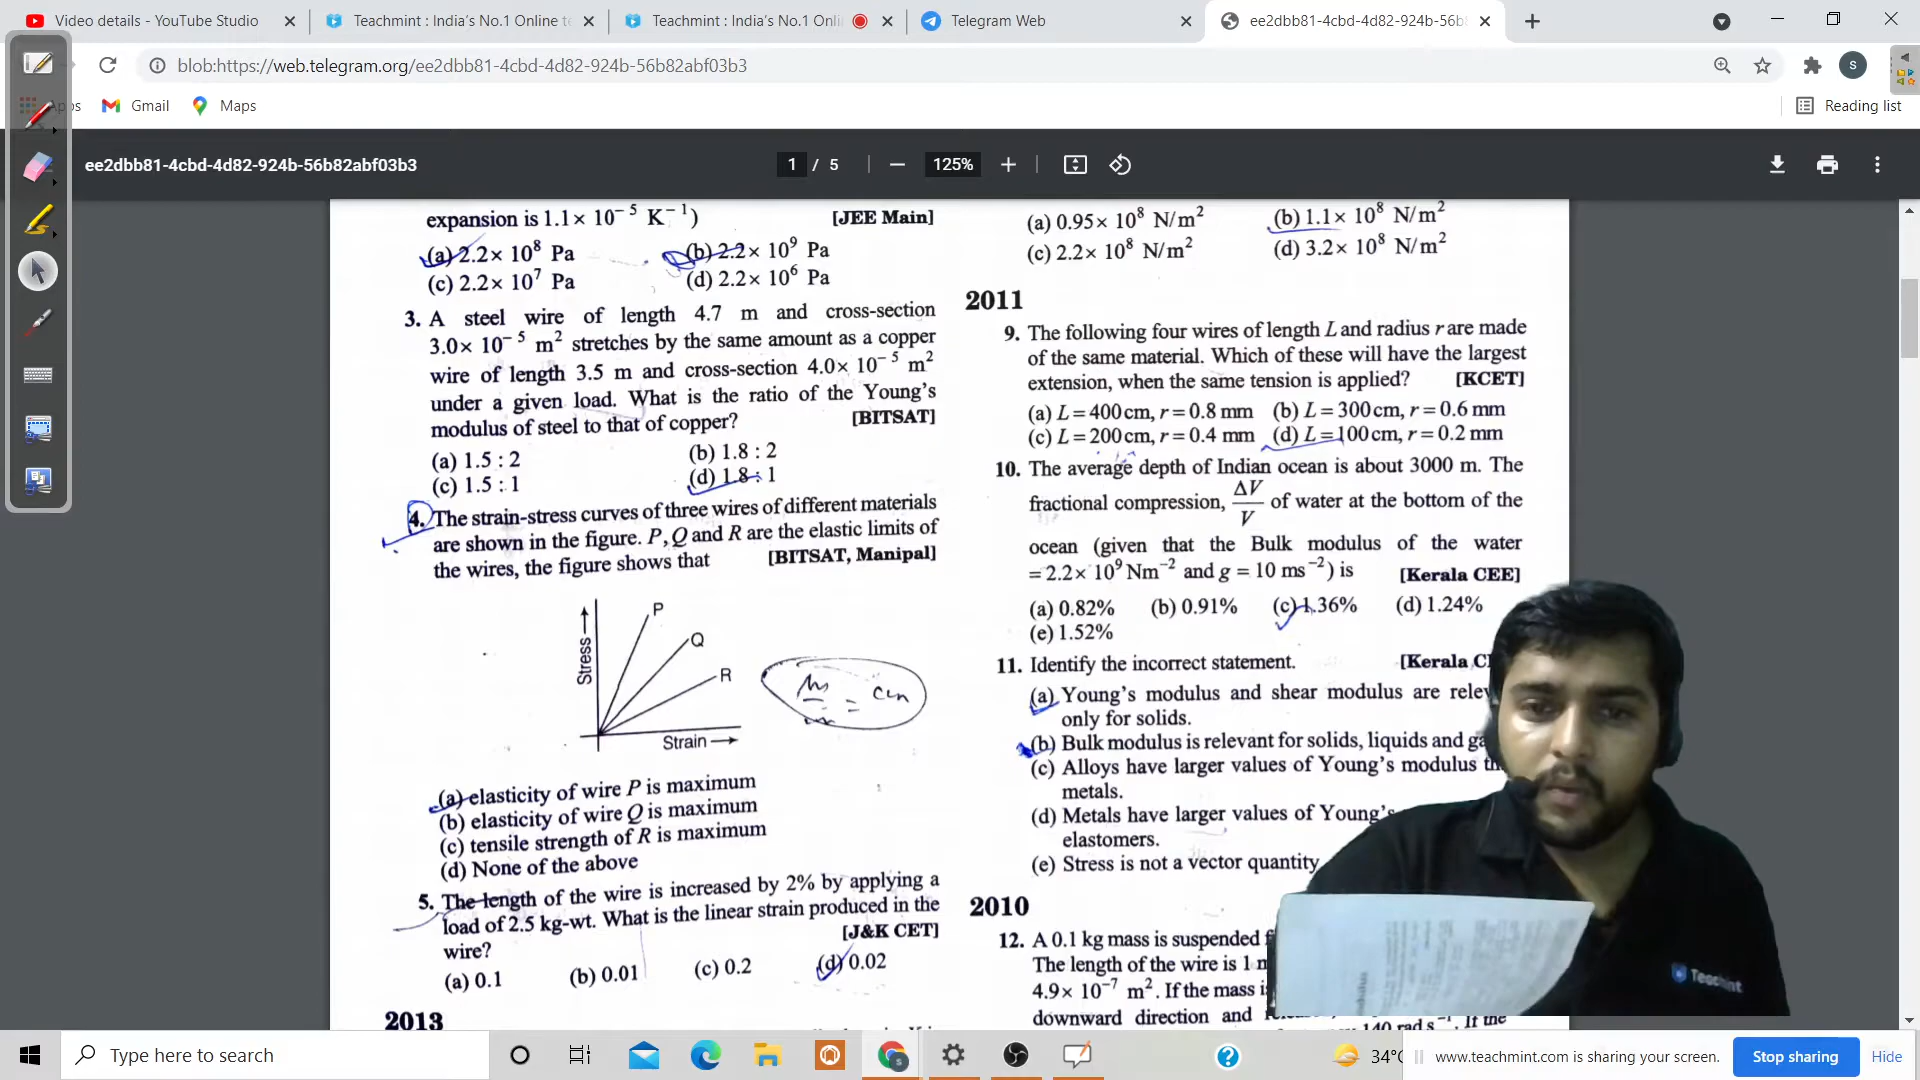 Video details - YouTube Studio
Teachmint : India's No.1 Online te
Teachmint : India's No.1 Onli
Telegram Web
ee2dbb81-4cbd-4d82-924b-56b
blob:https://web.telegram.org/ee2dbb81-4cbd-4d82-924b-56b82abf03b3
S
Apps
Gmail
Maps
Reading list
ee2dbb81-4cbd-4d82-924b-56b82abf03b3
1 / 5
125%
expansion is 1.1× 10⁻⁵ K⁻¹) [JEE Main]
(a) 2.2× 10⁸ Pa (b) 2.2× 10⁹ Pa
(c) 2.2× 10⁷ Pa (d) 2.2× 10⁶ Pa
3. A steel wire of length 4.7 m and cross-section
3.0× 10⁻⁵ m² stretches by the same amount as a copper
wire of length 3.5 m and cross-section 4.0× 10⁻⁵ m²
under a given load. What is the ratio of the Young's
modulus of steel to that of copper? [BITSAT]
(a) 1.5 : 2 (b) 1.8 : 2
(c) 1.5 : 1 (d) 1.8 : 1
4. The strain-stress curves of three wires of different materials
are shown in the figure. P, Q and R are the elastic limits of
the wires, the figure shows that [BITSAT, Manipal]
P
Q
R
Stress
Strain
(a) elasticity of wire P is maximum
(b) elasticity of wire Q is maximum
(c) tensile strength of R is maximum
(d) None of the above
5. The length of the wire is increased by 2% by applying a
load of 2.5 kg-wt. What is the linear strain produced in the
wire? [J&K CET]
(a) 0.1 (b) 0.01 (c) 0.2 (d) 0.02
2013
(a) 0.95× 10⁸ N/m² (b) 1.1× 10⁸ N/m²
(c) 2.2× 10⁸ N/m² (d) 3.2× 10⁸ N/m²
2011
9. The following four wires of length L and radius r are made
of the same material. Which of these will have the largest
extension, when the same tension is applied? [KCET]
(a) L = 400 cm, r = 0.8 mm (b) L = 300 cm, r = 0.6 mm
(c) L = 200 cm, r = 0.4 mm (d) L = 100 cm, r = 0.2 mm
10. The average depth of Indian ocean is about 3000 m. The
fractional compression, ΔV/V of water at the bottom of the
ocean (given that the Bulk modulus of the water
= 2.2× 10⁹ Nm⁻² and g = 10 ms⁻²) is [Kerala CEE]
(a) 0.82% (b) 0.91% (c) 1.36% (d) 1.24%
(e) 1.52%
11. Identify the incorrect statement. [Kerala C
(a) Young's modulus and shear modulus are rele
only for solids.
(b) Bulk modulus is relevant for solids, liquids and ga
(c) Alloys have larger values of Young's modulus th
metals.
(d) Metals have larger values of Young's
elastomers.
(e) Stress is not a vector quantity
2010
12. A 0.1 kg mass is suspended f
The length of the wire is 1 m
4.9× 10⁻⁷ m². If the mass i
downward direction and
140 rad s⁻¹. If the
Teachmint
Type here to search
34°C
www.teachmint.com is sharing your screen.
Stop sharing
Hide